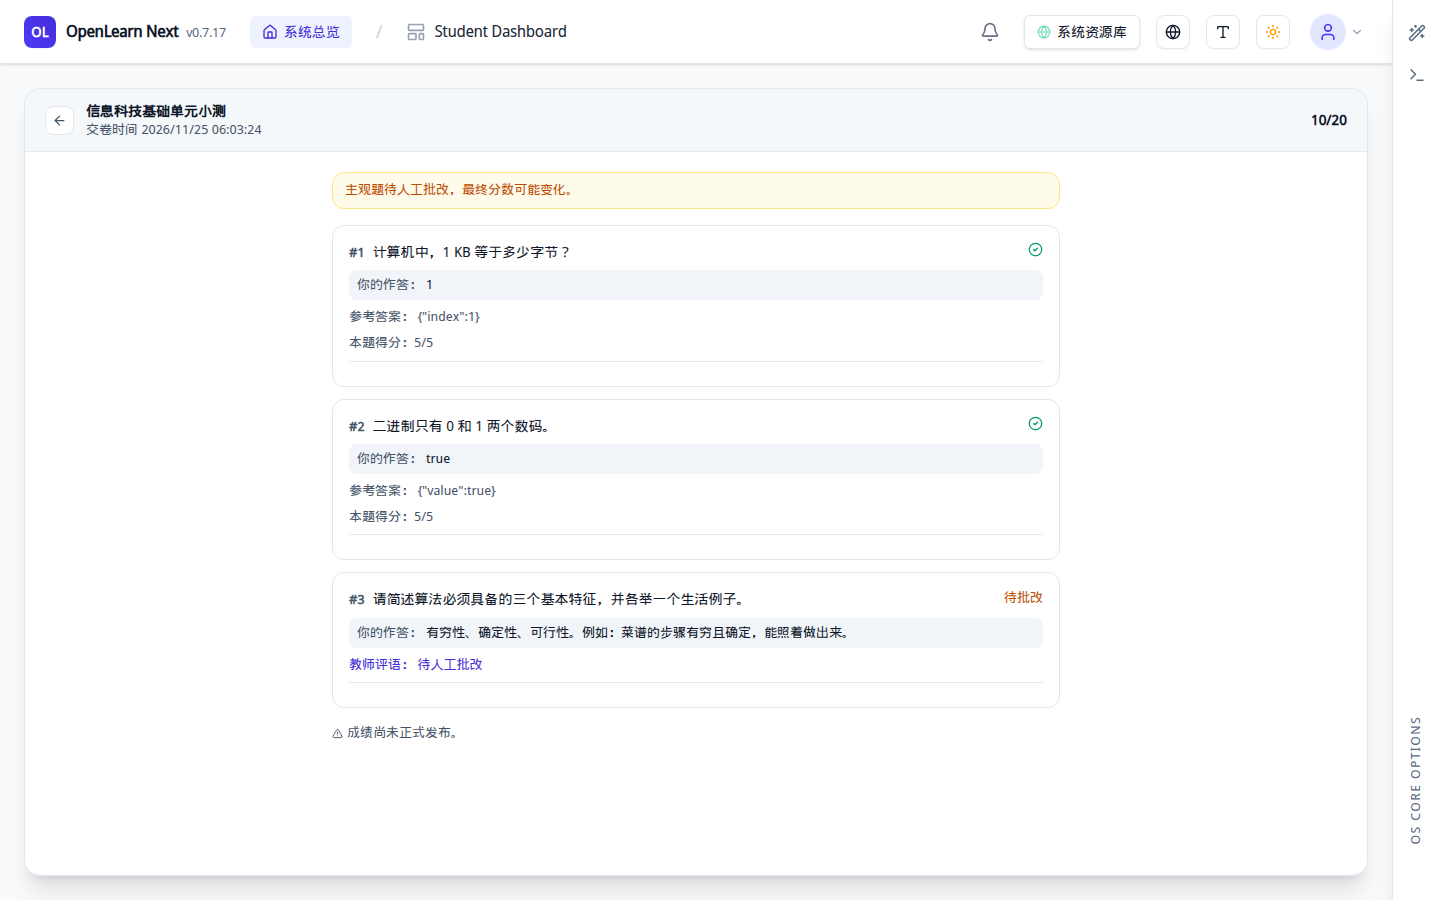 OL OpenLearn Next v0.7.17 系统总览 / Student Dashboard 系统资源库
信息科技基础单元小测
交卷时间 2026/11/25 06:03:24
10/20
主观题待人工批改，最终分数可能变化。
#1 计算机中，1 KB 等于多少字节？
你的作答： 1
参考答案： {"index":1}
本题得分：5/5
#2 二进制只有 0 和 1 两个数码。
你的作答： true
参考答案： {"value":true}
本题得分：5/5
#3 请简述算法必须具备的三个基本特征，并各举一个生活例子。
待批改
你的作答： 有穷性、确定性、可行性。例如：菜谱的步骤有穷且确定，能照着做出来。
教师评语： 待人工批改
成绩尚未正式发布。
OS CORE OPTIONS